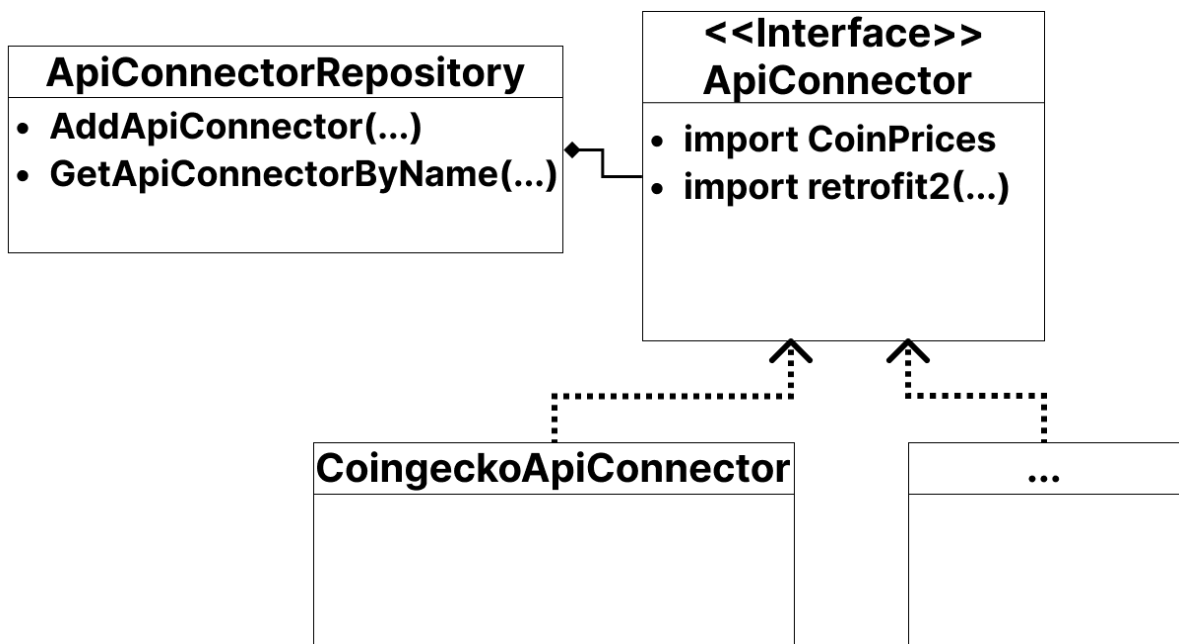 ApiConnectorRepository
• AddApiConnector(...)
• GetApiConnectorByName(...)
<<Interface>>
ApiConnector
• import CoinPrices
• import retrofit2(...)
CoingeckoApiConnector
...